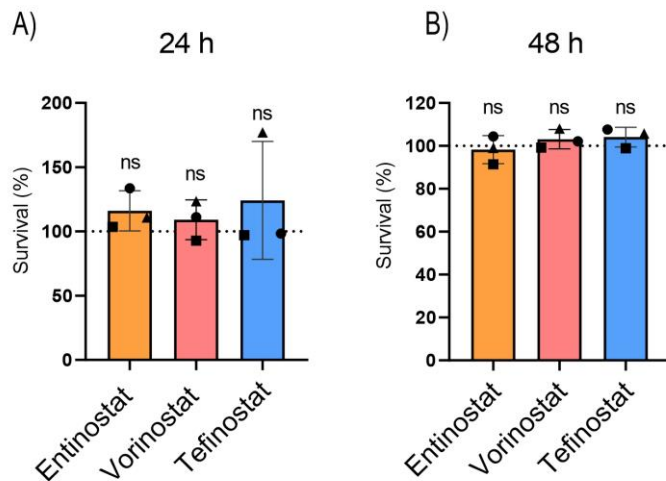 A)
24 h
Survival (%)
200
150
100
50
0
ns
ns
ns
Entinostat
Vorinostat
Tefinostat
B)
48 h
Survival (%)
120
100
80
60
40
20
0
ns
ns
ns
Entinostat
Vorinostat
Tefinostat